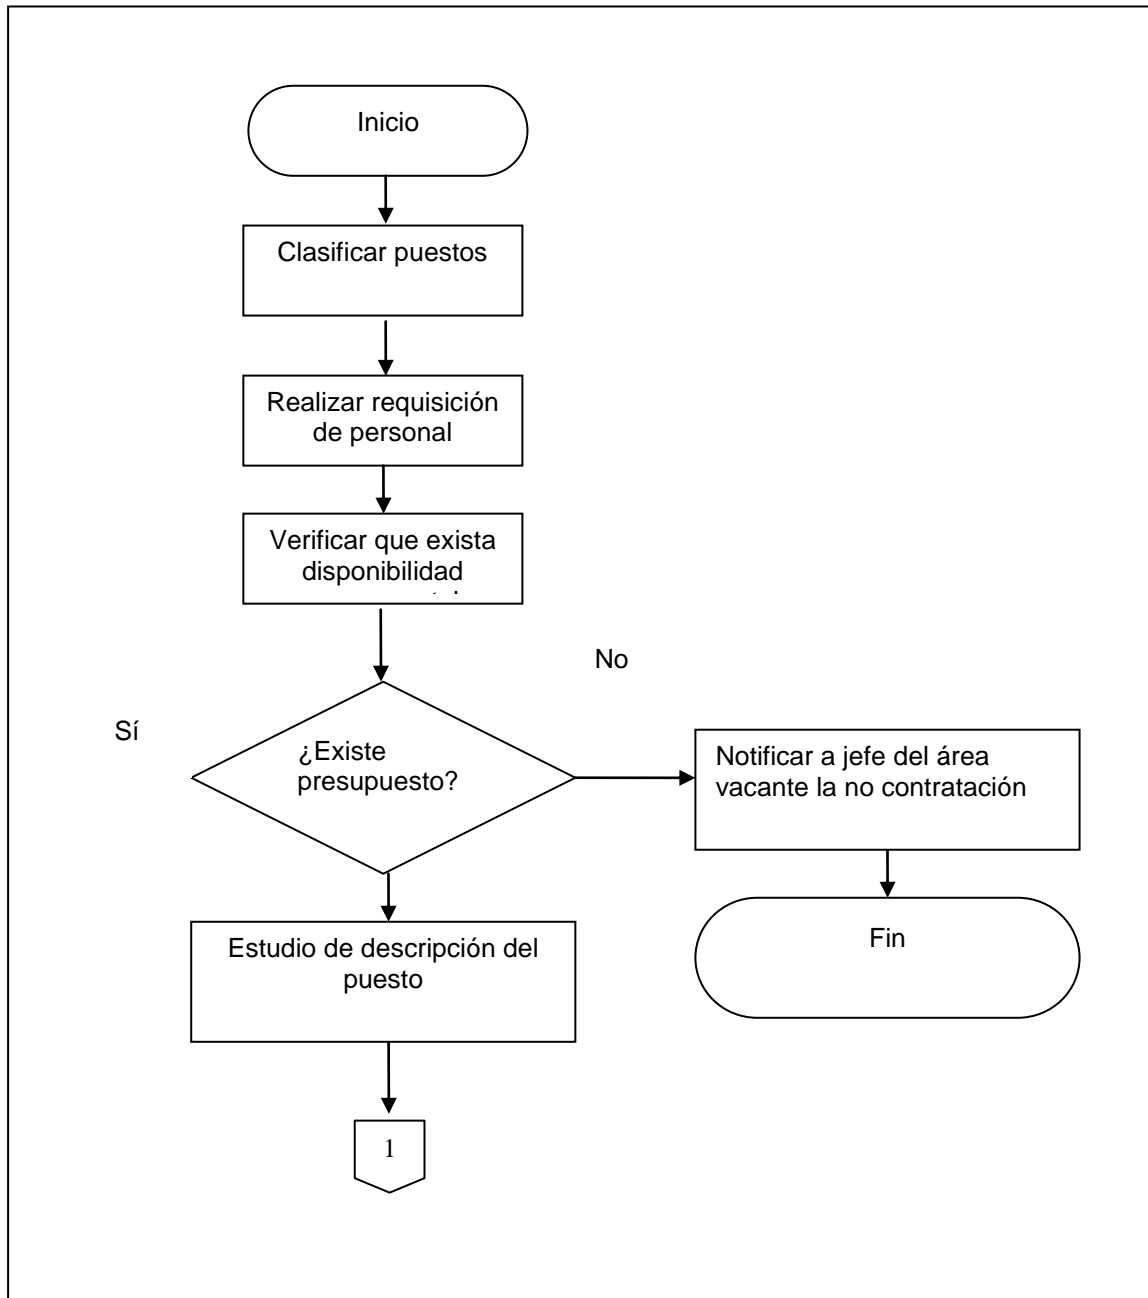 Inicio
Clasificar puestos
Realizar requisición
de personal
Verificar que exista
disponibilidad
No
Sí
¿Existe
presupuesto?
Notificar a jefe del área
vacante la no contratación
Estudio de descripción del
puesto
Fin
1